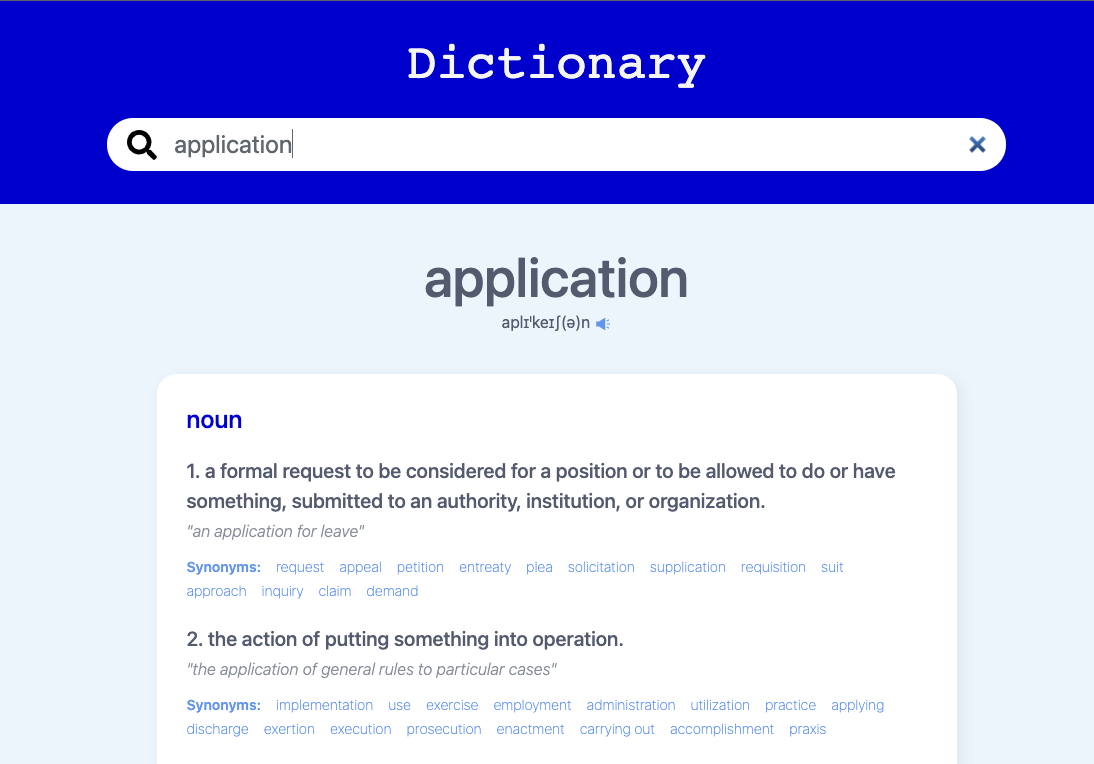 Dictionary
application
application
aplɪˈkeɪʃ(ə)n
noun
1. a formal request to be considered for a position or to be allowed to do or have
something, submitted to an authority, institution, or organization.
"an application for leave"
Synonyms: request appeal petition entreaty plea solicitation supplication requisition suit
approach inquiry claim demand
2. the action of putting something into operation.
"the application of general rules to particular cases"
Synonyms: implementation use exercise employment administration utilization practice applying
discharge exertion execution prosecution enactment carrying out accomplishment praxis